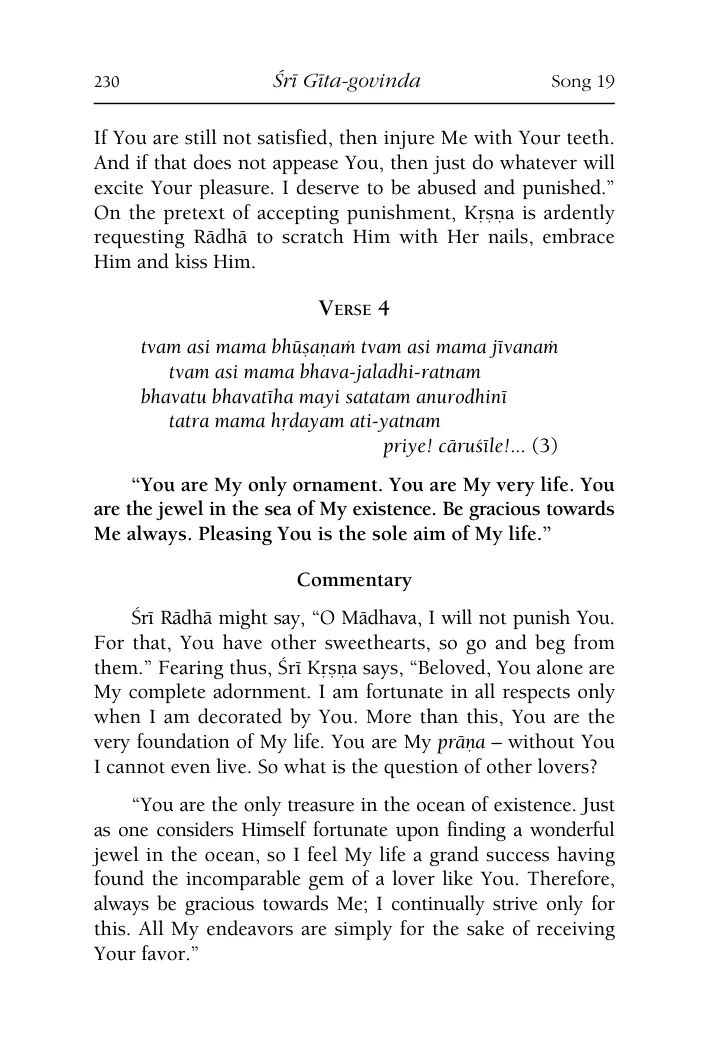 230 Śrī Gīta-govinda Song 19
If You are still not satisfied, then injure Me with Your teeth.
And if that does not appease You, then just do whatever will
excite Your pleasure. I deserve to be abused and punished.”
On the pretext of accepting punishment, Kṛṣṇa is ardently
requesting Rādhā to scratch Him with Her nails, embrace
Him and kiss Him.
VERSE 4
tvam asi mama bhūṣaṇaṁ tvam asi mama jīvanaṁ
tvam asi mama bhava-jaladhi-ratnam
bhavatu bhavatīha mayi satatam anurodhinī
tatra mama hṛdayam ati-yatnam
priye! cāruśīle!... (3)
“You are My only ornament. You are My very life. You
are the jewel in the sea of My existence. Be gracious towards
Me always. Pleasing You is the sole aim of My life.”
Commentary
Śrī Rādhā might say, “O Mādhava, I will not punish You.
For that, You have other sweethearts, so go and beg from
them.” Fearing thus, Śrī Kṛṣṇa says, “Beloved, You alone are
My complete adornment. I am fortunate in all respects only
when I am decorated by You. More than this, You are the
very foundation of My life. You are My prāṇa – without You
I cannot even live. So what is the question of other lovers?
“You are the only treasure in the ocean of existence. Just
as one considers Himself fortunate upon finding a wonderful
jewel in the ocean, so I feel My life a grand success having
found the incomparable gem of a lover like You. Therefore,
always be gracious towards Me; I continually strive only for
this. All My endeavors are simply for the sake of receiving
Your favor.”